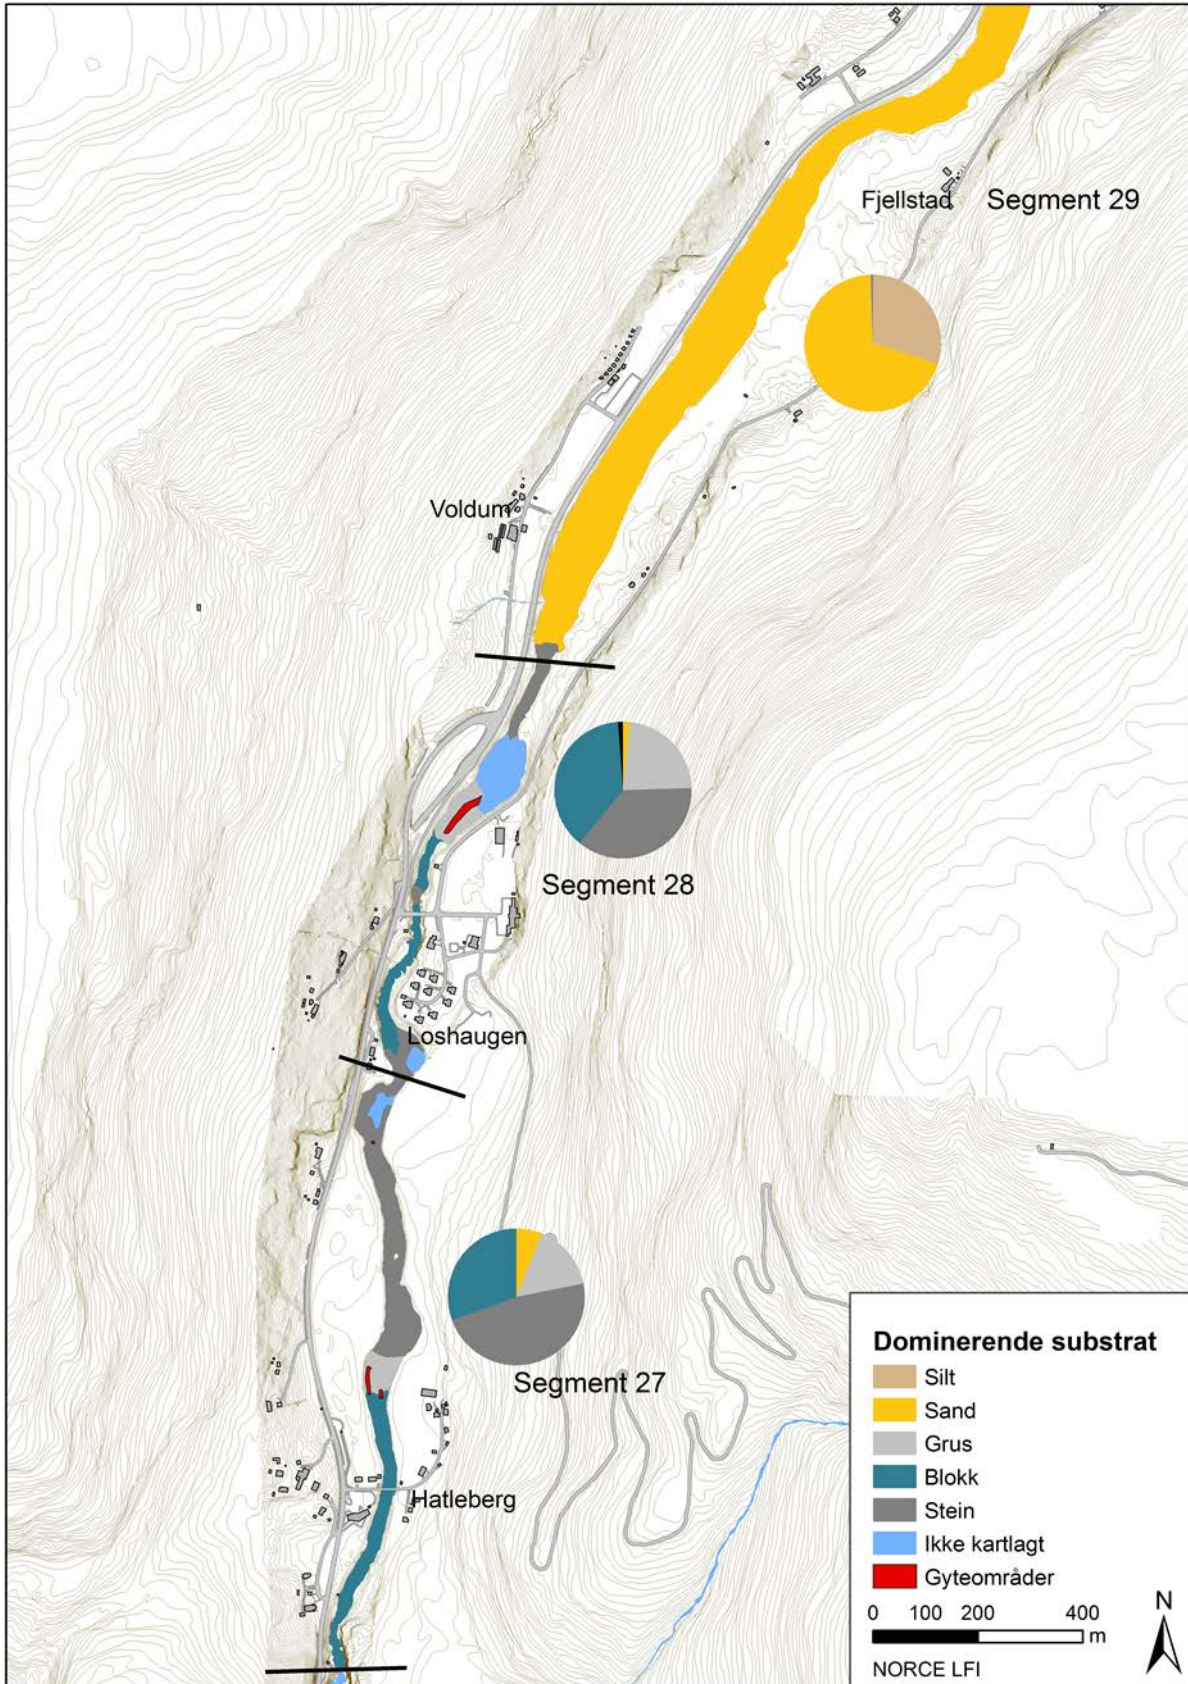 Fjellstad
Segment 29
Voldum
Segment 28
Loshaugen
Segment 27
Hatleberg
Dominerende substrat
Silt
Sand
Grus
Blokk
Stein
Ikke kartlagt
Gyteområder
0 100 200 400
m
NORCE LFI
N